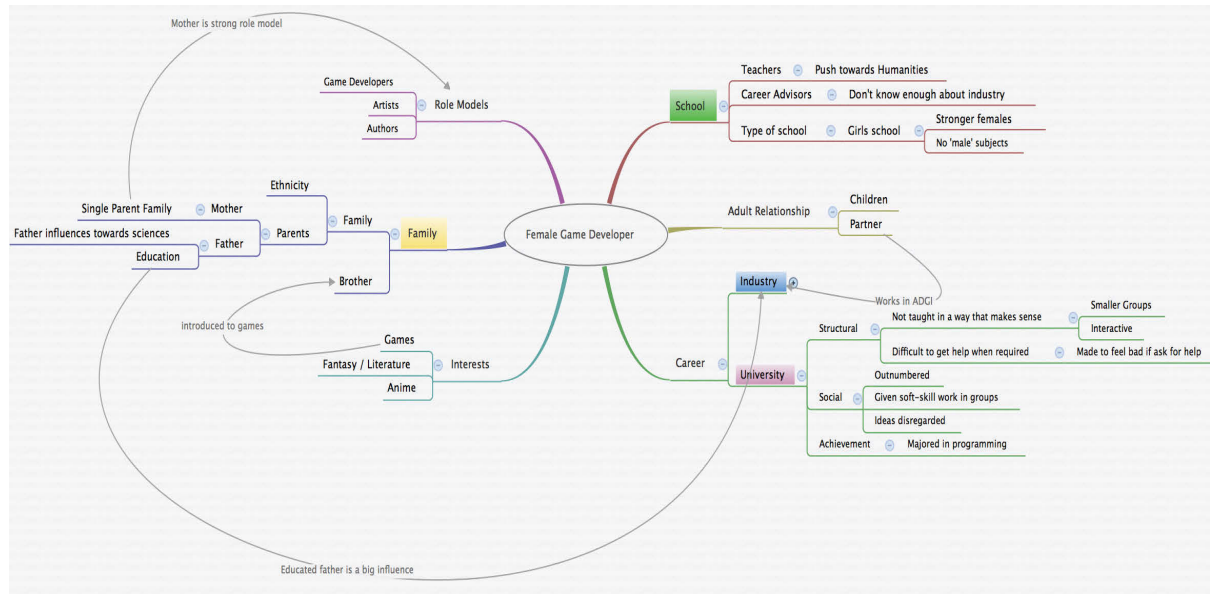 Mother is strong role model
Game Developers
Artists
Authors
Role Models
School
Teachers
Push towards Humanities
Career Advisors
Don't know enough about industry
Type of school
Girls school
Stronger females
No 'male' subjects
Ethnicity
Single Parent Family
Mother
Father influences towards sciences
Father
Education
Parents
Family
Family
Brother
Female Game Developer
Adult Relationship
Children
Partner
introduced to games
Games
Fantasy / Literature
Anime
Interests
Career
Industry
Works in ADGI
University
Structural
Not taught in a way that makes sense
Smaller Groups
Interactive
Difficult to get help when required
Made to feel bad if ask for help
Social
Outnumbered
Given soft-skill work in groups
Ideas disregarded
Achievement
Majored in programming
Educated father is a big influence